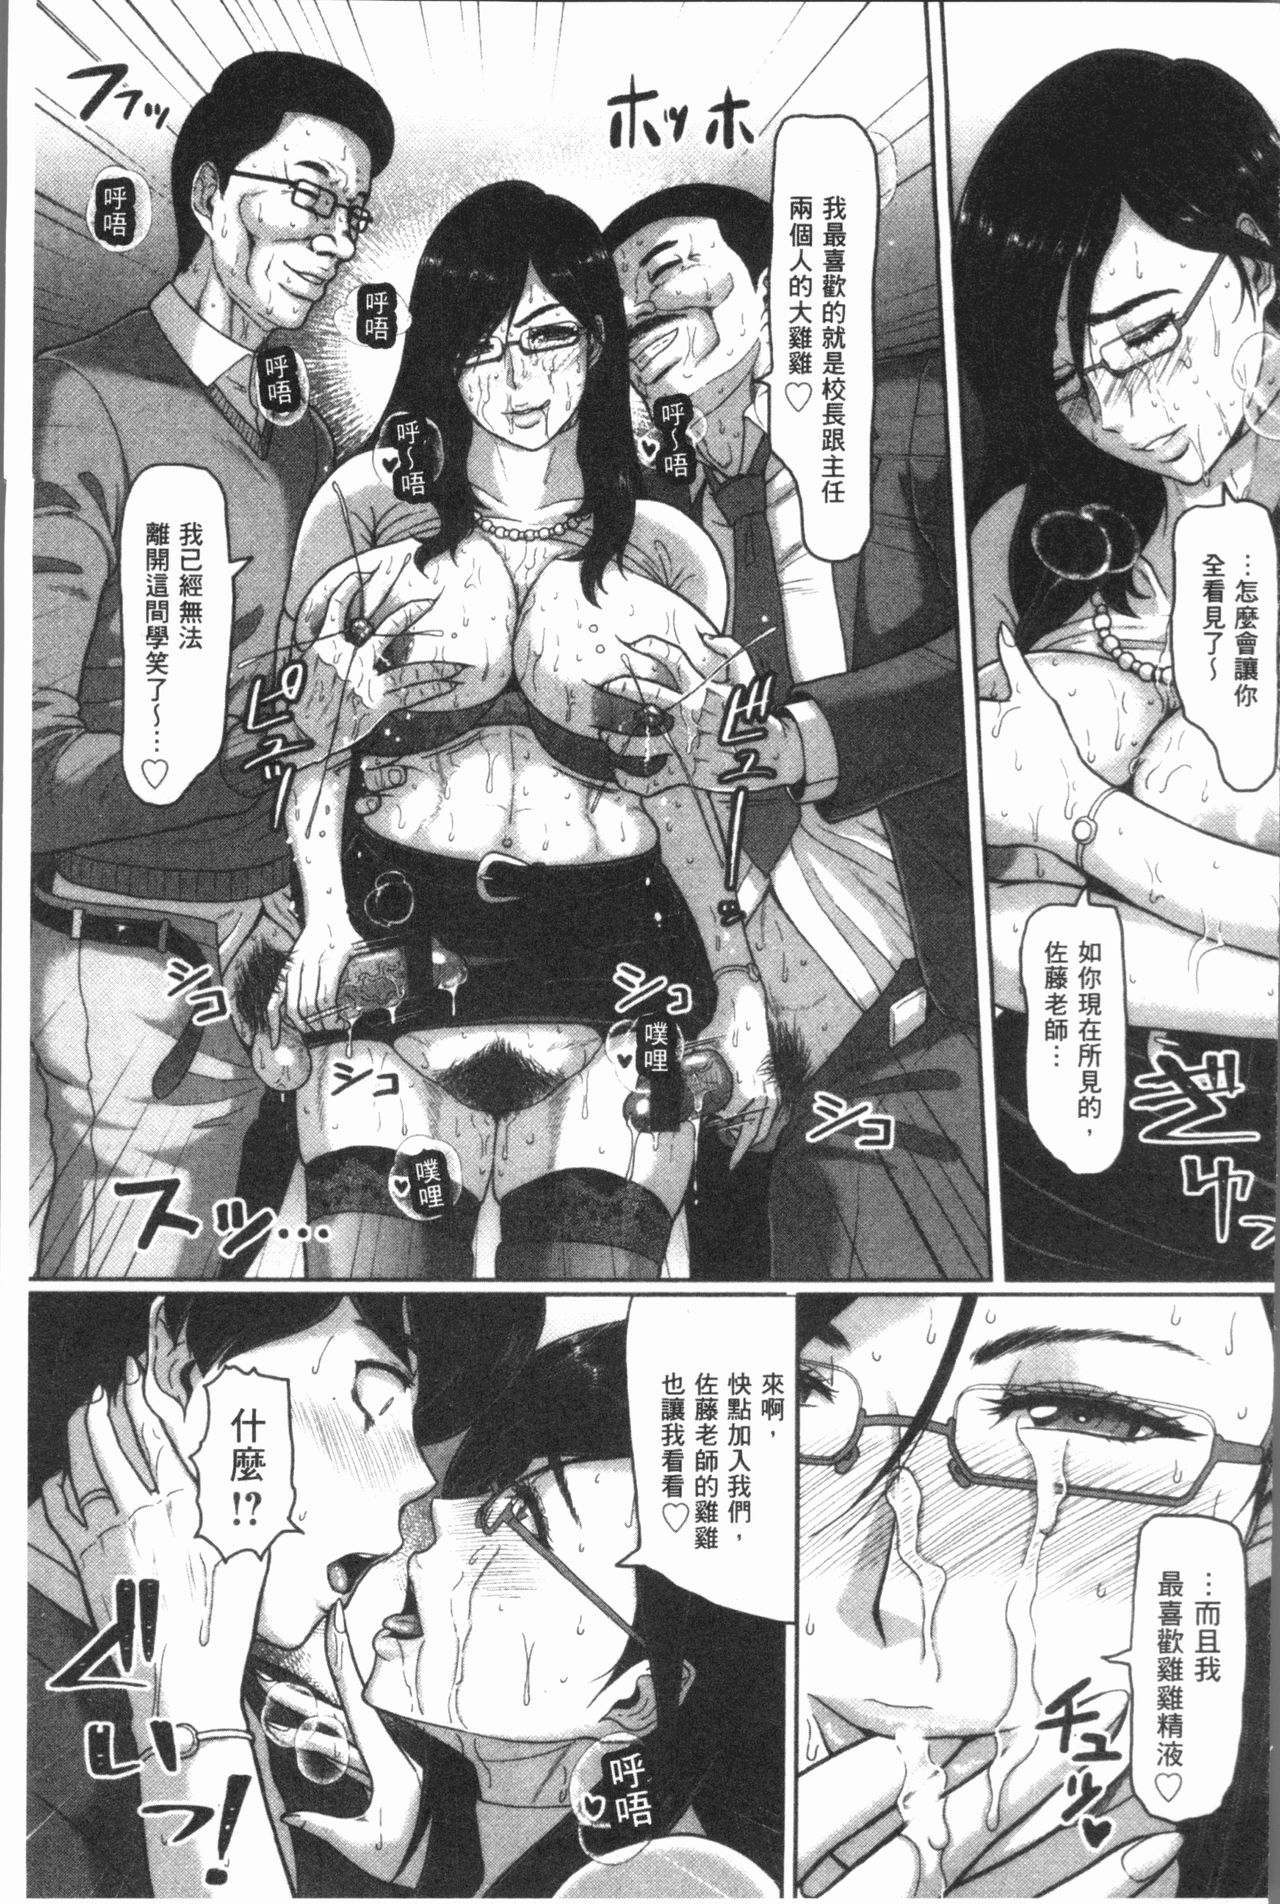 …怎麼會讓你
全看見了～
如你現在所見的，
佐藤老師…
ぎゅっ
ホッホ
我最喜歡的就是校長跟主任
兩個人的大雞雞♡
フラッ
呼唔
呼唔
呼唔
呼～唔
呼～唔
我已經無法
離開這間學笑了～…♡
ピュッ
ビュー
シコ
シュ
シコ
シコ
噗哩
噗哩
スッ…
…而且我
最喜歡雞雞精液♡
チュッ
來啊，
快點加入我們，
佐藤老師的雞雞
也讓我看看♡
什麼!?
ぐいっ！
呼唔